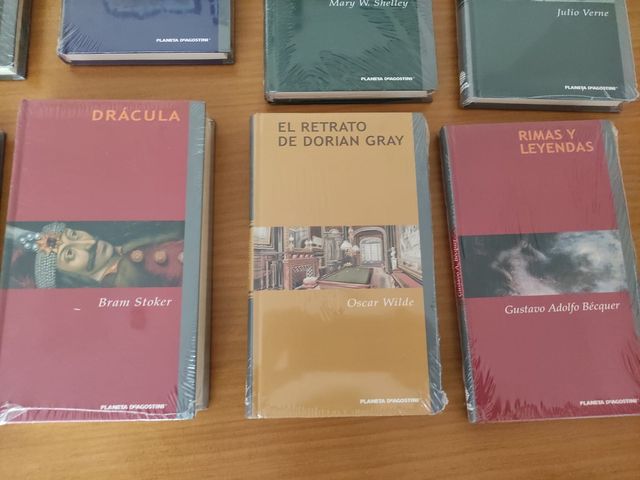 PLANETA DEAGOSTINI
Mary W. Shelley
PLANETA DEAGOSTINI
Julio Verne
PLANETA DEAGOSTINI
DRÁCULA
Bram Stoker
PLANETA DEAGOSTINI
EL RETRATO
DE DORIAN GRAY
Oscar Wilde
PLANETA DEAGOSTINI
RIMAS Y
LEYENDAS
Gustavo Adolfo Bécquer
PLANETA DEAGOSTINI